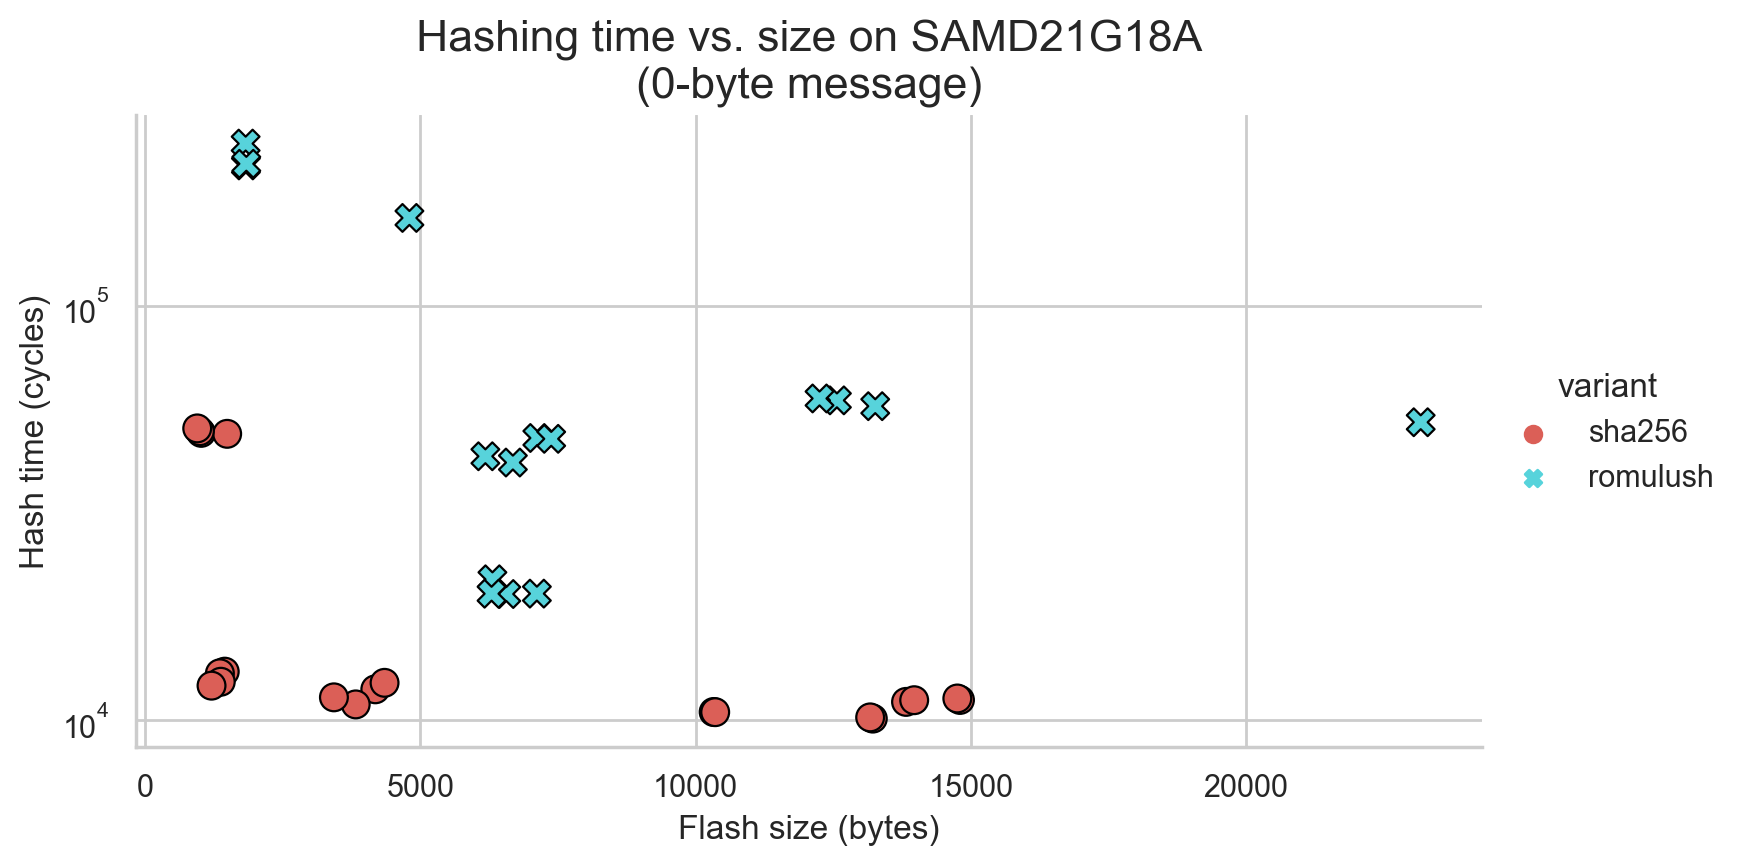 Hashing time vs. size on SAMD21G18A
(0-byte message)
Hash time (cycles)
10^5
10^4
0 5000 10000 15000 20000
Flash size (bytes)
variant
sha256
romulush